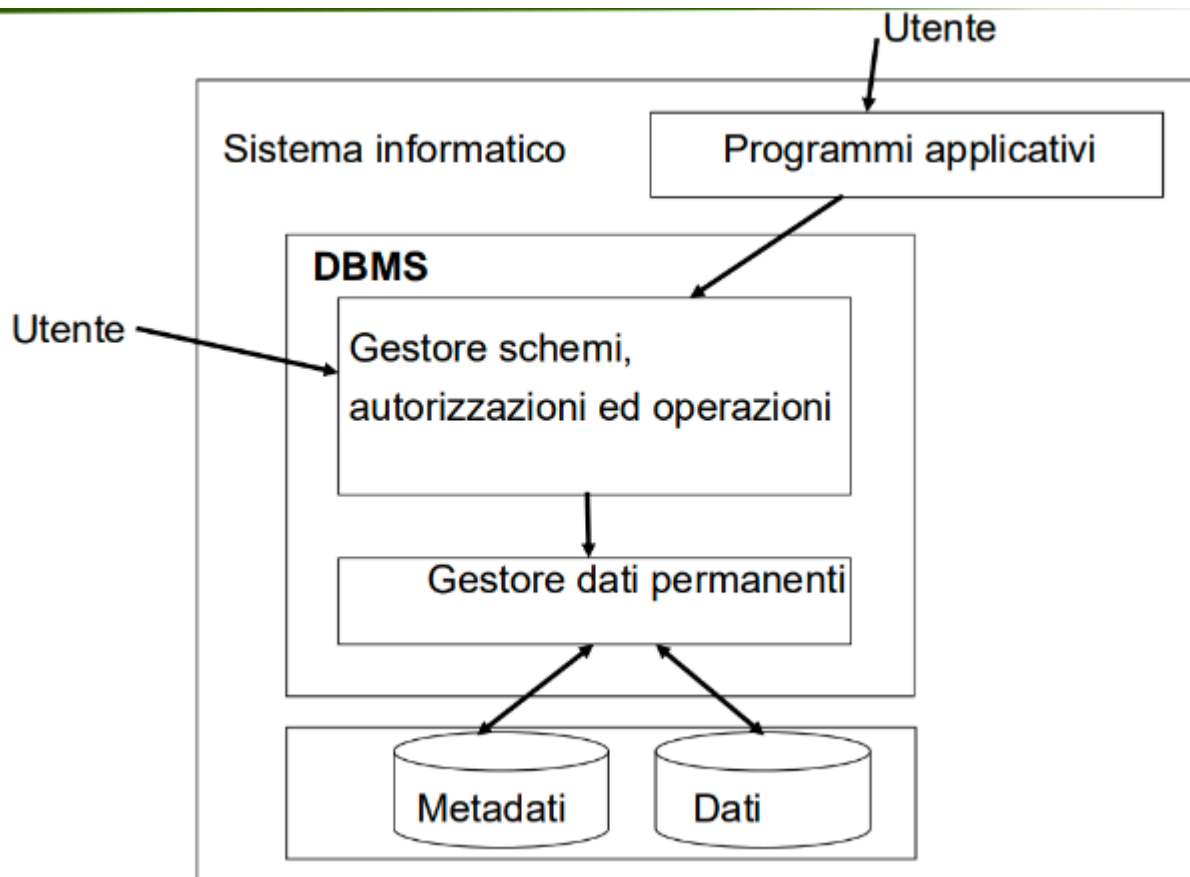 Utente
Sistema informatico
Programmi applicativi
DBMS
Utente
Gestore schemi,
autorizzazioni ed operazioni
Gestore dati permanenti
Metadati
Dati